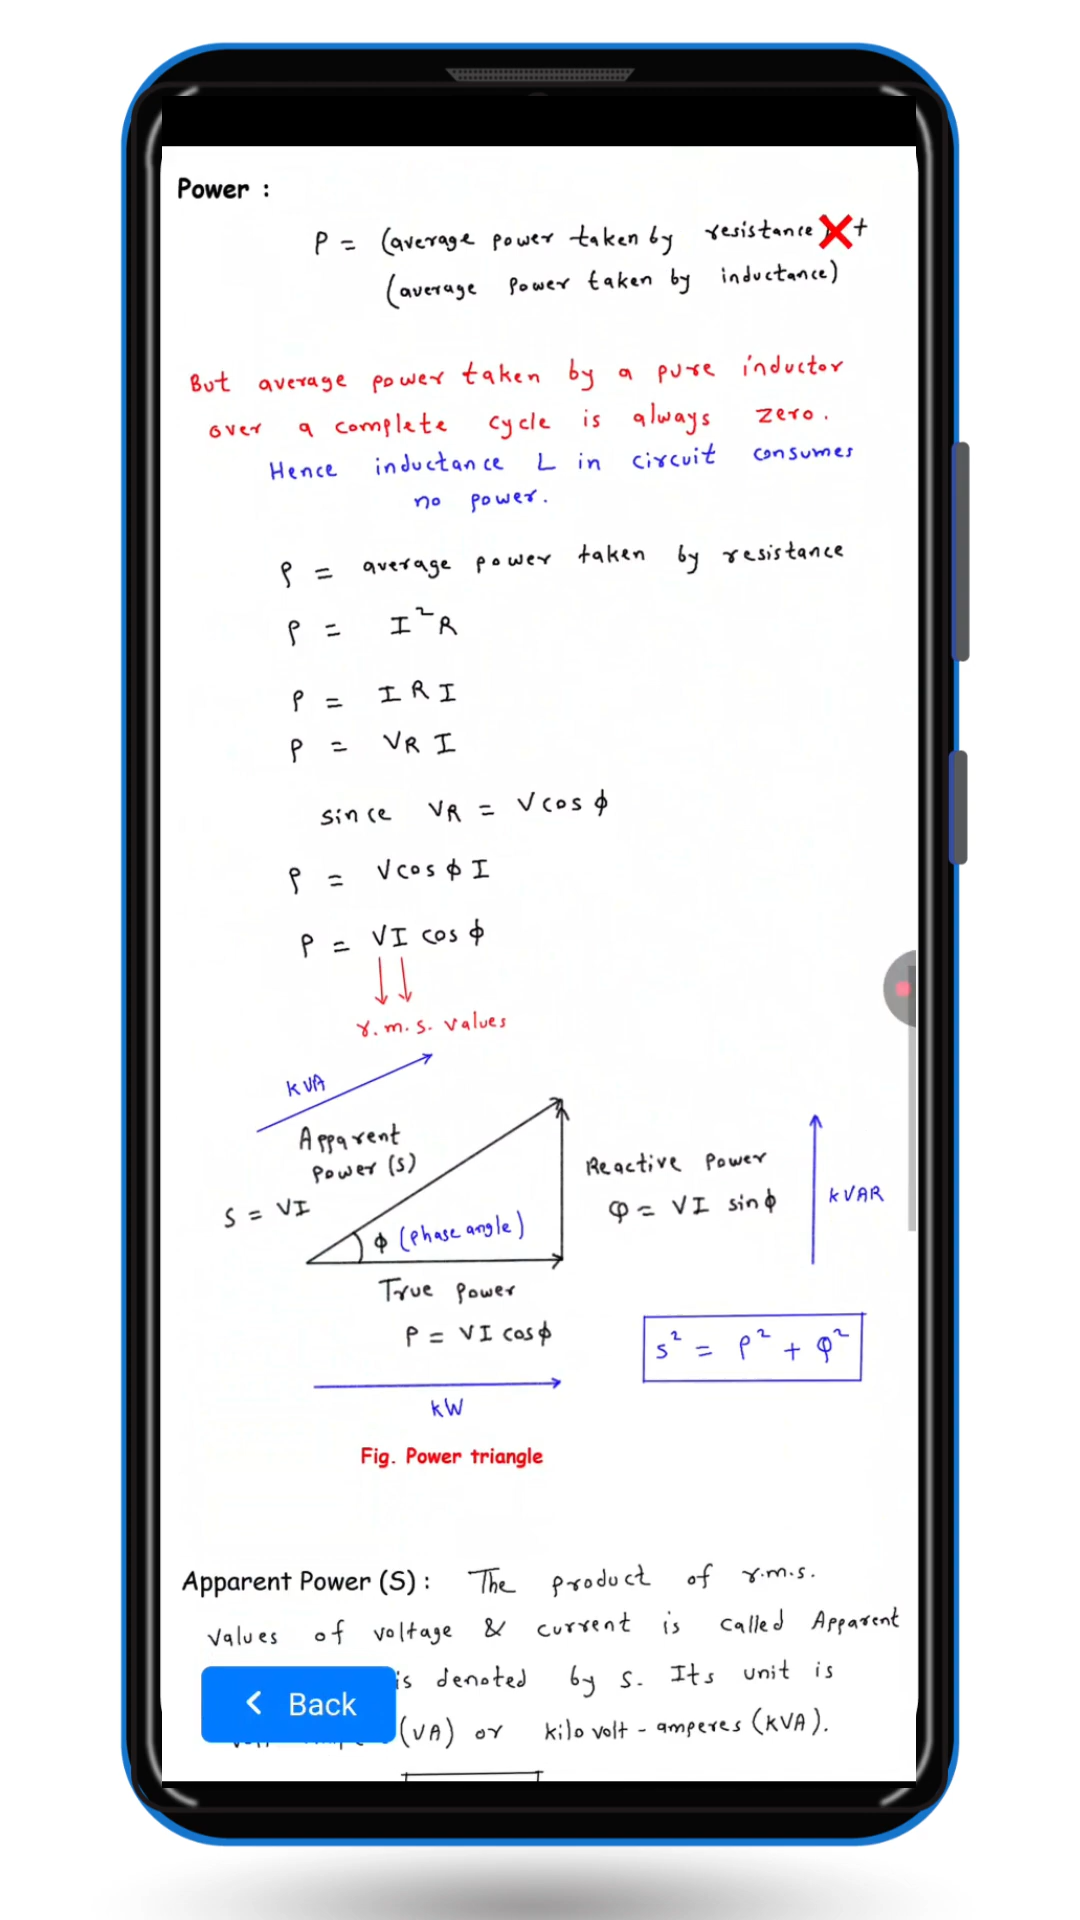 Power :
P = (average power taken by resistance) +
(average power taken by inductance)
But average power taken by a pure inductor
over a complete cycle is always zero.
Hence inductance L in circuit consumes
no power.
P = average power taken by resistance
P = I²R
P = I R I
P = VR I
since VR = V cos ϕ
P = V cos ϕ I
P = VI cos ϕ
r.m.s. values
kVA
Apparent
Power (s)
S = VI
ϕ (phase angle)
Reactive Power
Q = VI sinϕ
kVAR
True Power
P = VI cosϕ
s² = P² + Q²
kW
Fig. Power triangle
Apparent Power (S) : The product of r.m.s.
values of voltage & current is called Apparent
is denoted by s. Its unit is
(VA) or kilo volt - amperes (kVA).
< Back